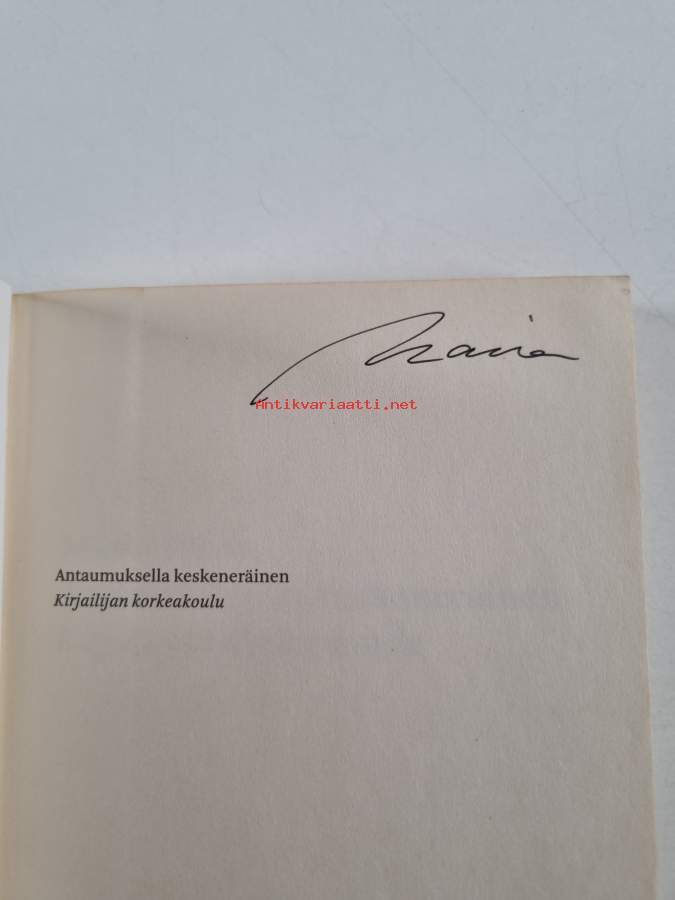 Antikvariaatti.net
Antaumuksella keskeneräinen
Kirjailijan korkeakoulu